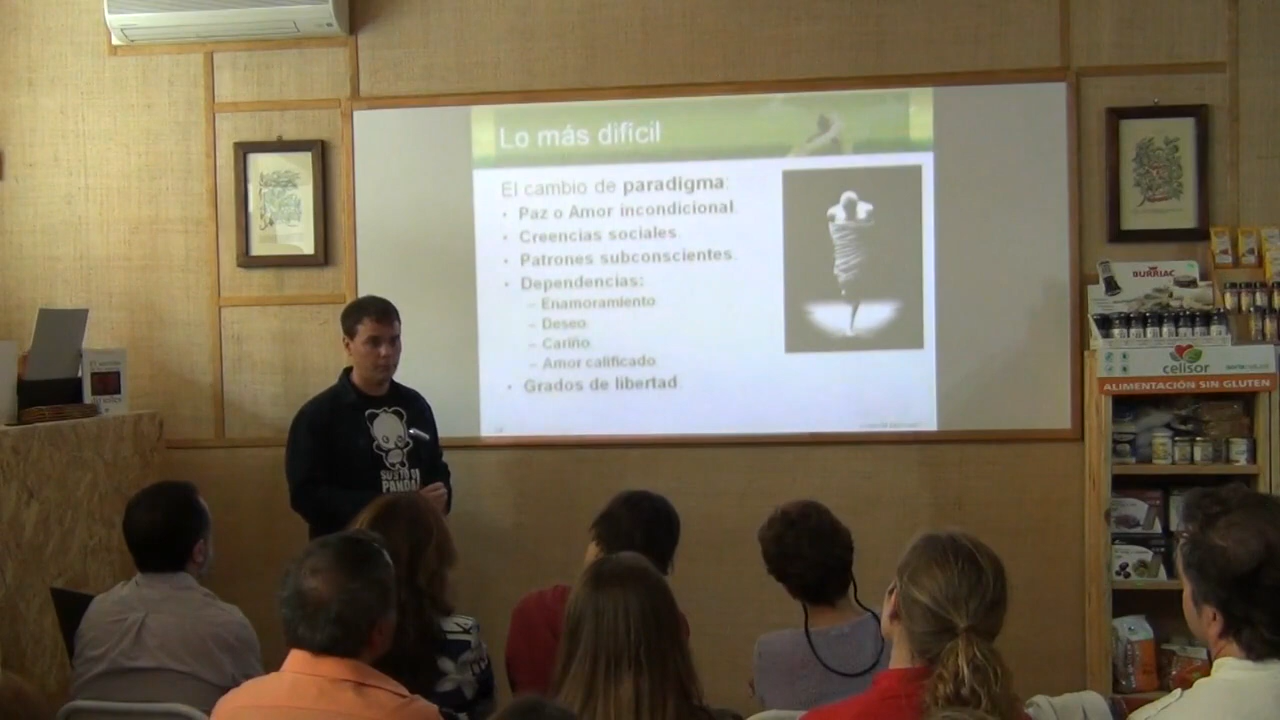 Lo más difícil
El cambio de paradigma:
• Paz o Amor incondicional.
• Creencias sociales.
• Patrones subconscientes.
• Dependencias:
– Enamoramiento
– Deseo
– Cariño
– Amor calificado
• Grados de libertad.
PANDA
BURRIAC
celisor
ALIMENTACIÓN SIN GLUTEN